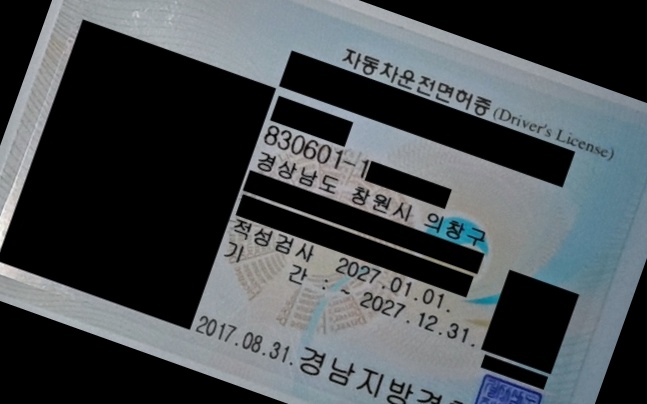 자동차운전면허증 (Driver's License)
830601-1
경상남도 창원시 의창구
적성검사 2027.01.01.
기 간 : 2027.12.31.
2017.08.31. 경남지방경